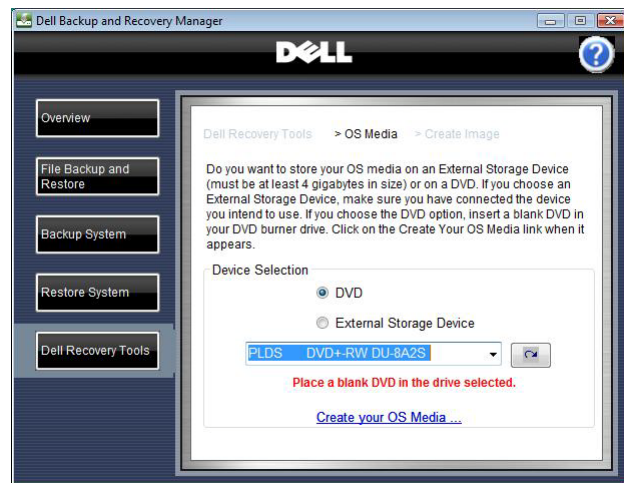 Dell Backup and Recovery Manager
DELL
?
Overview
File Backup and
Restore
Backup System
Restore System
Dell Recovery Tools
Dell Recovery Tools > OS Media > Create Image
Do you want to store your OS media on an External Storage Device
(must be at least 4 gigabytes in size) or on a DVD. If you choose an
External Storage Device, make sure you have connected the device
you intend to use. If you choose the DVD option, insert a blank DVD in
your DVD burner drive. Click on the Create Your OS Media link when it
appears.
Device Selection
DVD
External Storage Device
PLDS DVD+-RW DU-8A2S
Place a blank DVD in the drive selected.
Create your OS Media ...